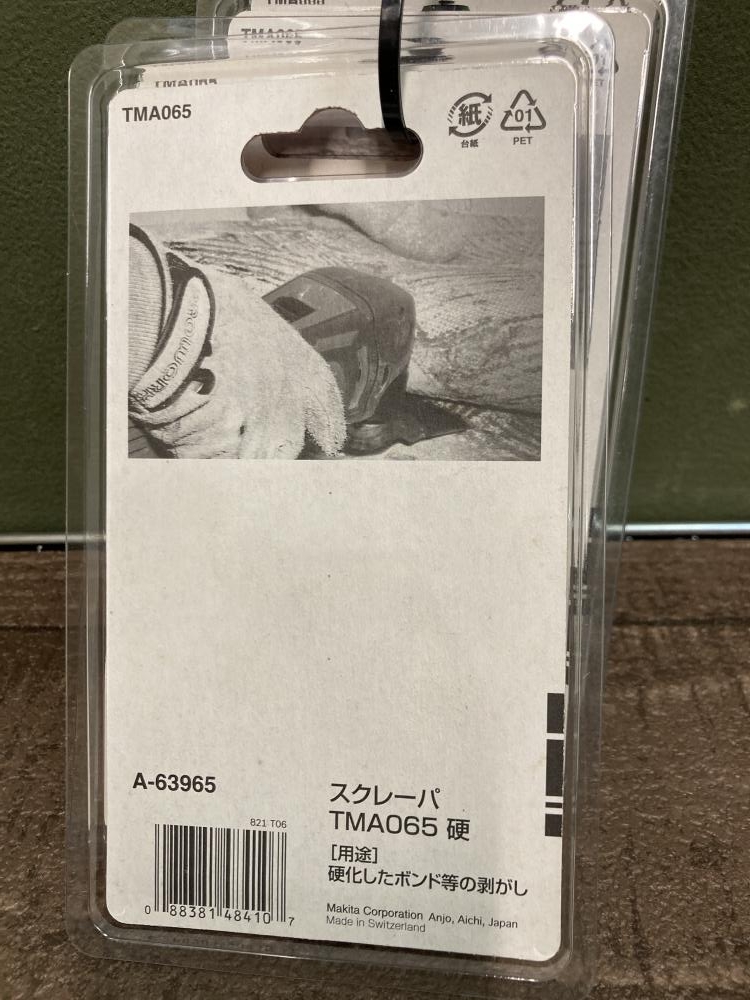 TMA065
TMA065
TMA065
紙
台紙
01
PET
A-63965
821 T06
0 88381 48410 7
スクレーパ
TMA065 硬
[用途]
硬化したボンド等の剥がし
Makita Corporation Anjo, Aichi, Japan
Made in Switzerland